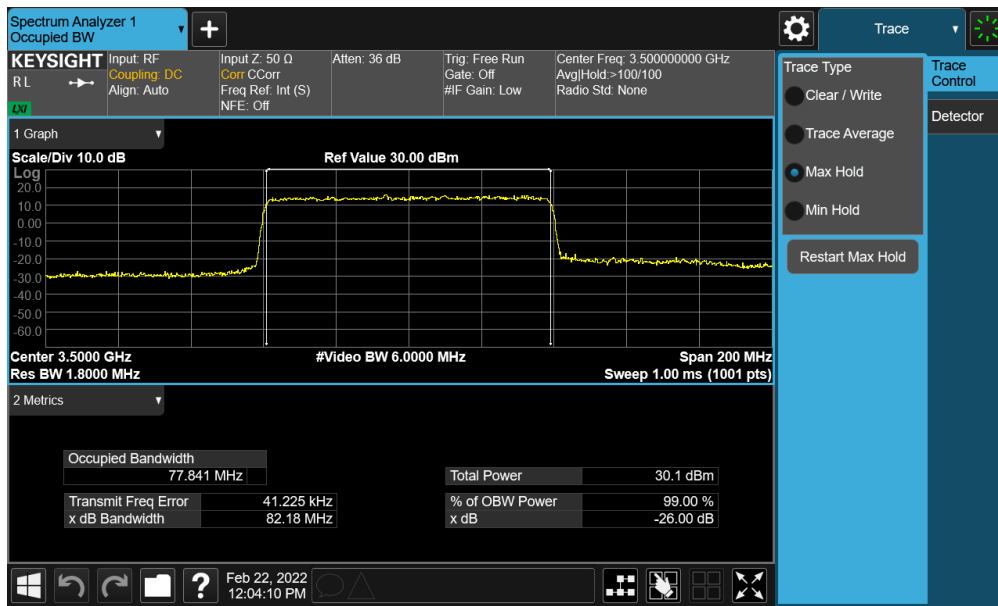 Spectrum Analyzer 1
Occupied BW
Trace
KEYSIGHT
R L
LXI
Input: RF
Coupling: DC
Align: Auto
Input Z: 50 Ω
Corr CCorr
Freq Ref: Int (S)
NFE: Off
Atten: 36 dB
Trig: Free Run
Gate: Off
#IF Gain: Low
Center Freq: 3.500000000 GHz
Avg|Hold:>100/100
Radio Std: None
1 Graph
Scale/Div 10.0 dB
Ref Value 30.00 dBm
Log
20.0
10.0
0.00
-10.0
-20.0
-30.0
-40.0
-50.0
-60.0
Center 3.5000 GHz
#Video BW 6.0000 MHz
Span 200 MHz
Res BW 1.8000 MHz
Sweep 1.00 ms (1001 pts)
2 Metrics
Occupied Bandwidth
77.841 MHz
Total Power 30.1 dBm
Transmit Freq Error 41.225 kHz
% of OBW Power 99.00 %
x dB Bandwidth 82.18 MHz
x dB -26.00 dB
Trace Type
Clear / Write
Trace Average
Max Hold
Min Hold
Restart Max Hold
Trace
Control
Detector
?
Feb 22, 2022
12:04:10 PM